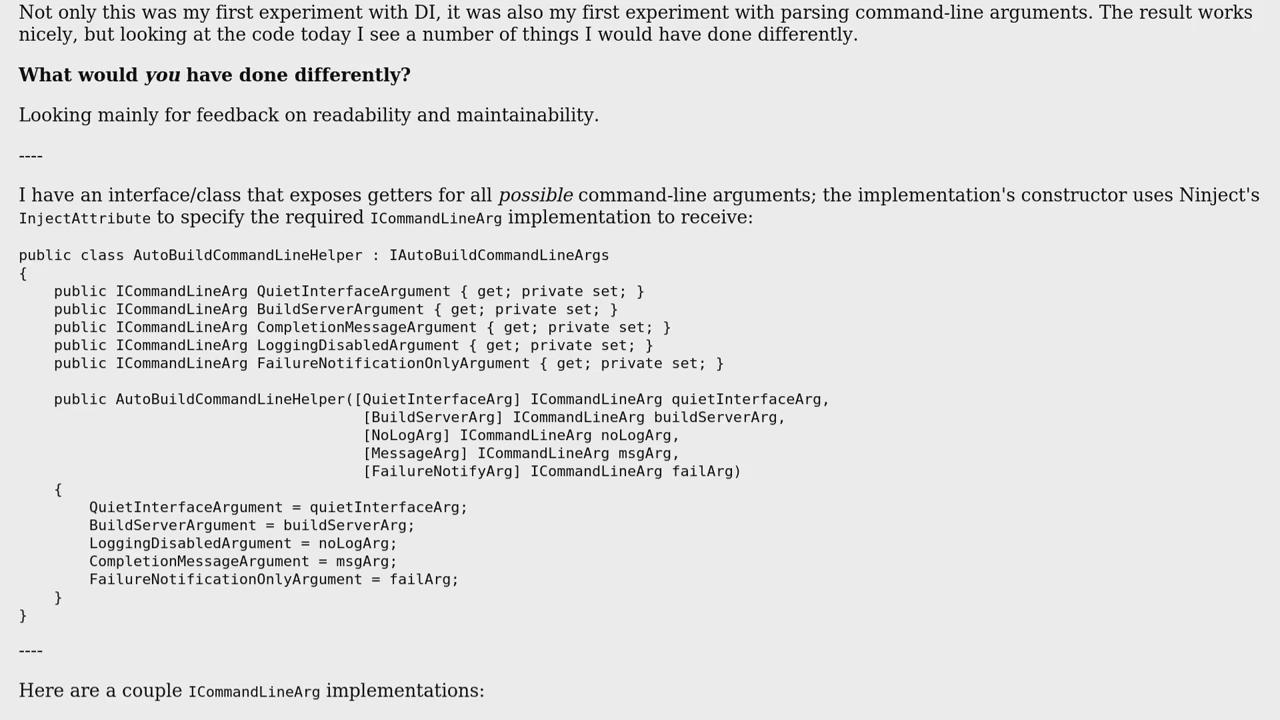 Not only this was my first experiment with DI, it was also my first experiment with parsing command-line arguments. The result works
nicely, but looking at the code today I see a number of things I would have done differently.
What would you have done differently?
Looking mainly for feedback on readability and maintainability.
----
I have an interface/class that exposes getters for all possible command-line arguments; the implementation's constructor uses Ninject's
InjectAttribute to specify the required ICommandLineArg implementation to receive:
public class AutoBuildCommandLineHelper : IAutoBuildCommandLineArgs
{
    public ICommandLineArg QuietInterfaceArgument { get; private set; }
    public ICommandLineArg BuildServerArgument { get; private set; }
    public ICommandLineArg CompletionMessageArgument { get; private set; }
    public ICommandLineArg LoggingDisabledArgument { get; private set; }
    public ICommandLineArg FailureNotificationOnlyArgument { get; private set; }
    public AutoBuildCommandLineHelper([QuietInterfaceArg] ICommandLineArg quietInterfaceArg,
                                       [BuildServerArg] ICommandLineArg buildServerArg,
                                       [NoLogArg] ICommandLineArg noLogArg,
                                       [MessageArg] ICommandLineArg msgArg,
                                       [FailureNotifyArg] ICommandLineArg failArg)
    {
        QuietInterfaceArgument = quietInterfaceArg;
        BuildServerArgument = buildServerArg;
        LoggingDisabledArgument = noLogArg;
        CompletionMessageArgument = msgArg;
        FailureNotificationOnlyArgument = failArg;
    }
}
----
Here are a couple ICommandLineArg implementations: